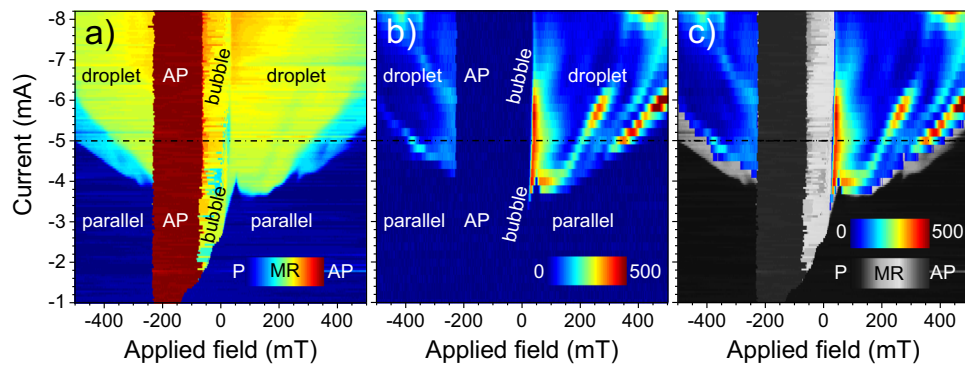 Current (mA)
-8
-7
-6
-5
-4
-3
-2
-1
a)
droplet
AP
bubble
droplet
parallel
AP
bubble
parallel
P MR AP
-400 -200 0 200 400
Applied field (mT)
b)
droplet
AP
bubble
droplet
parallel
AP
bubble
parallel
0 500
-400 -200 0 200 400
Applied field (mT)
c)
0 500
P MR AP
-400 -200 0 200 400
Applied field (mT)